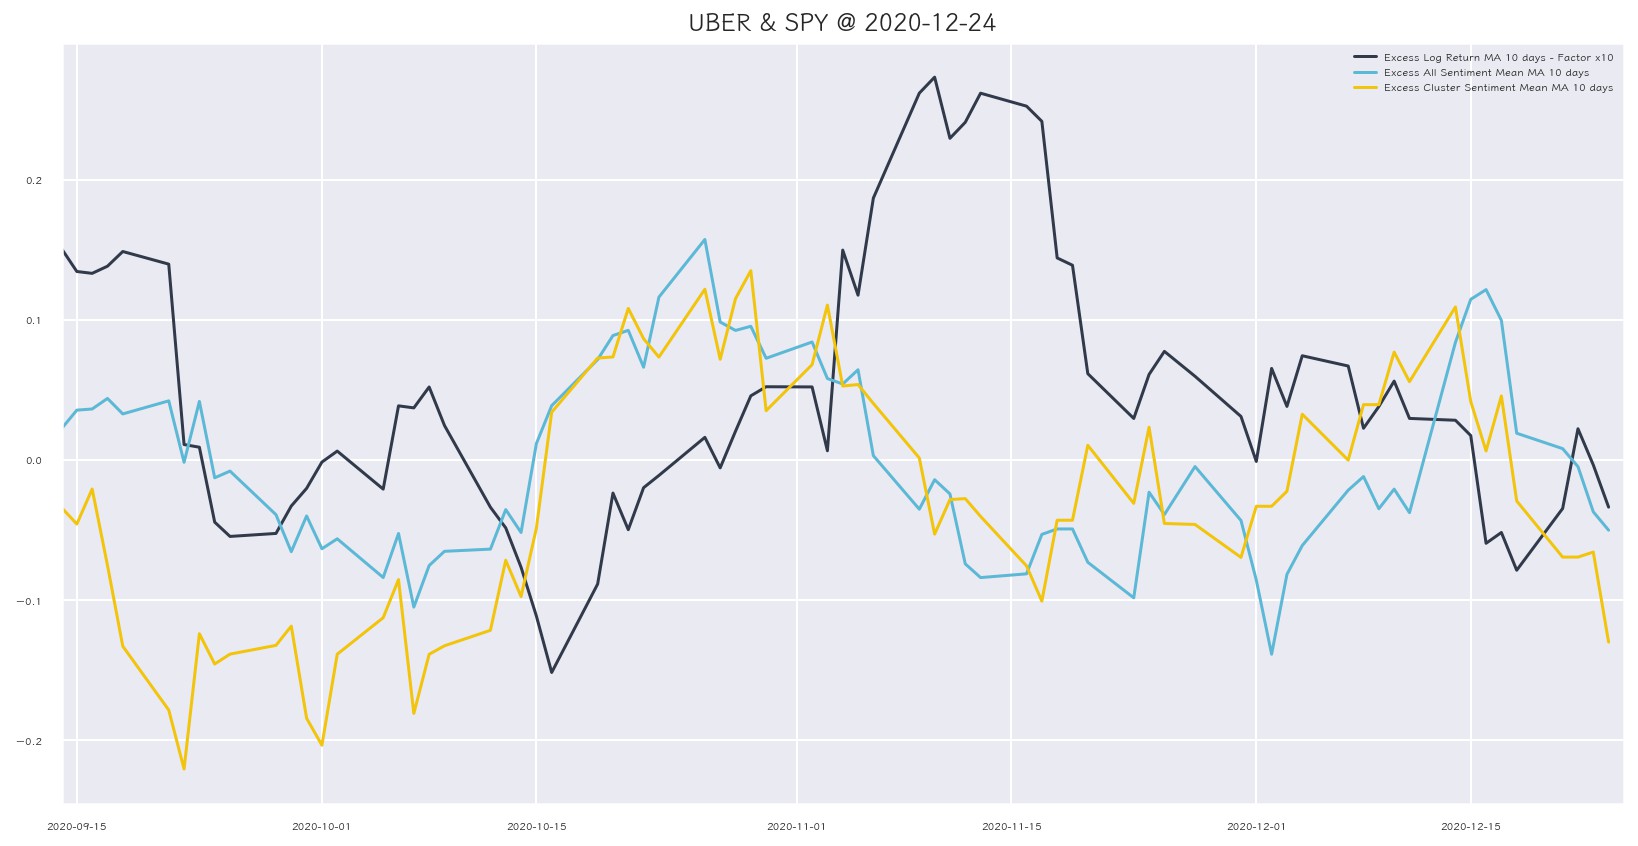 UBER & SPY @ 2020-12-24
Excess Log Return MA 10 days - Factor x10
Excess All Sentiment Mean MA 10 days
Excess Cluster Sentiment Mean MA 10 days
0.2
0.1
0.0
−0.1
−0.2
2020-09-15 2020-10-01 2020-10-15 2020-11-01 2020-11-15 2020-12-01 2020-12-15